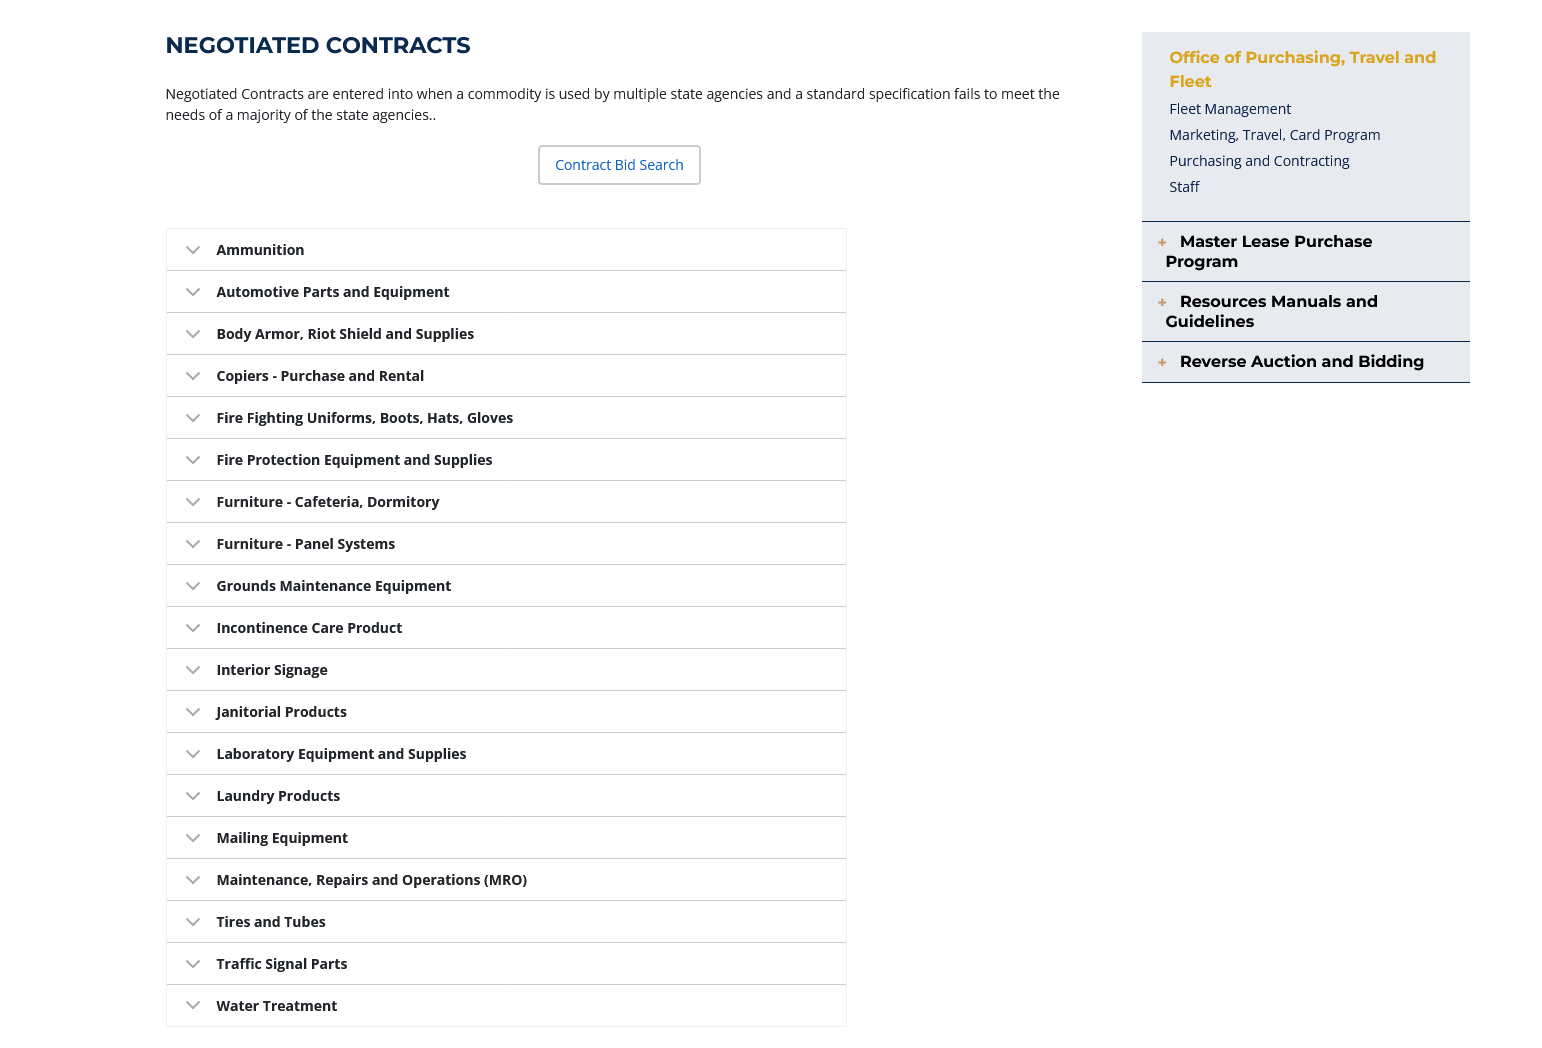 NEGOTIATED CONTRACTS
Negotiated Contracts are entered into when a commodity is used by multiple state agencies and a standard specification fails to meet the
needs of a majority of the state agencies..
Contract Bid Search
Ammunition
Automotive Parts and Equipment
Body Armor, Riot Shield and Supplies
Copiers - Purchase and Rental
Fire Fighting Uniforms, Boots, Hats, Gloves
Fire Protection Equipment and Supplies
Furniture - Cafeteria, Dormitory
Furniture - Panel Systems
Grounds Maintenance Equipment
Incontinence Care Product
Interior Signage
Janitorial Products
Laboratory Equipment and Supplies
Laundry Products
Mailing Equipment
Maintenance, Repairs and Operations (MRO)
Tires and Tubes
Traffic Signal Parts
Water Treatment
Office of Purchasing, Travel and
Fleet
Fleet Management
Marketing, Travel, Card Program
Purchasing and Contracting
Staff
+ Master Lease Purchase
Program
+ Resources Manuals and
Guidelines
+ Reverse Auction and Bidding